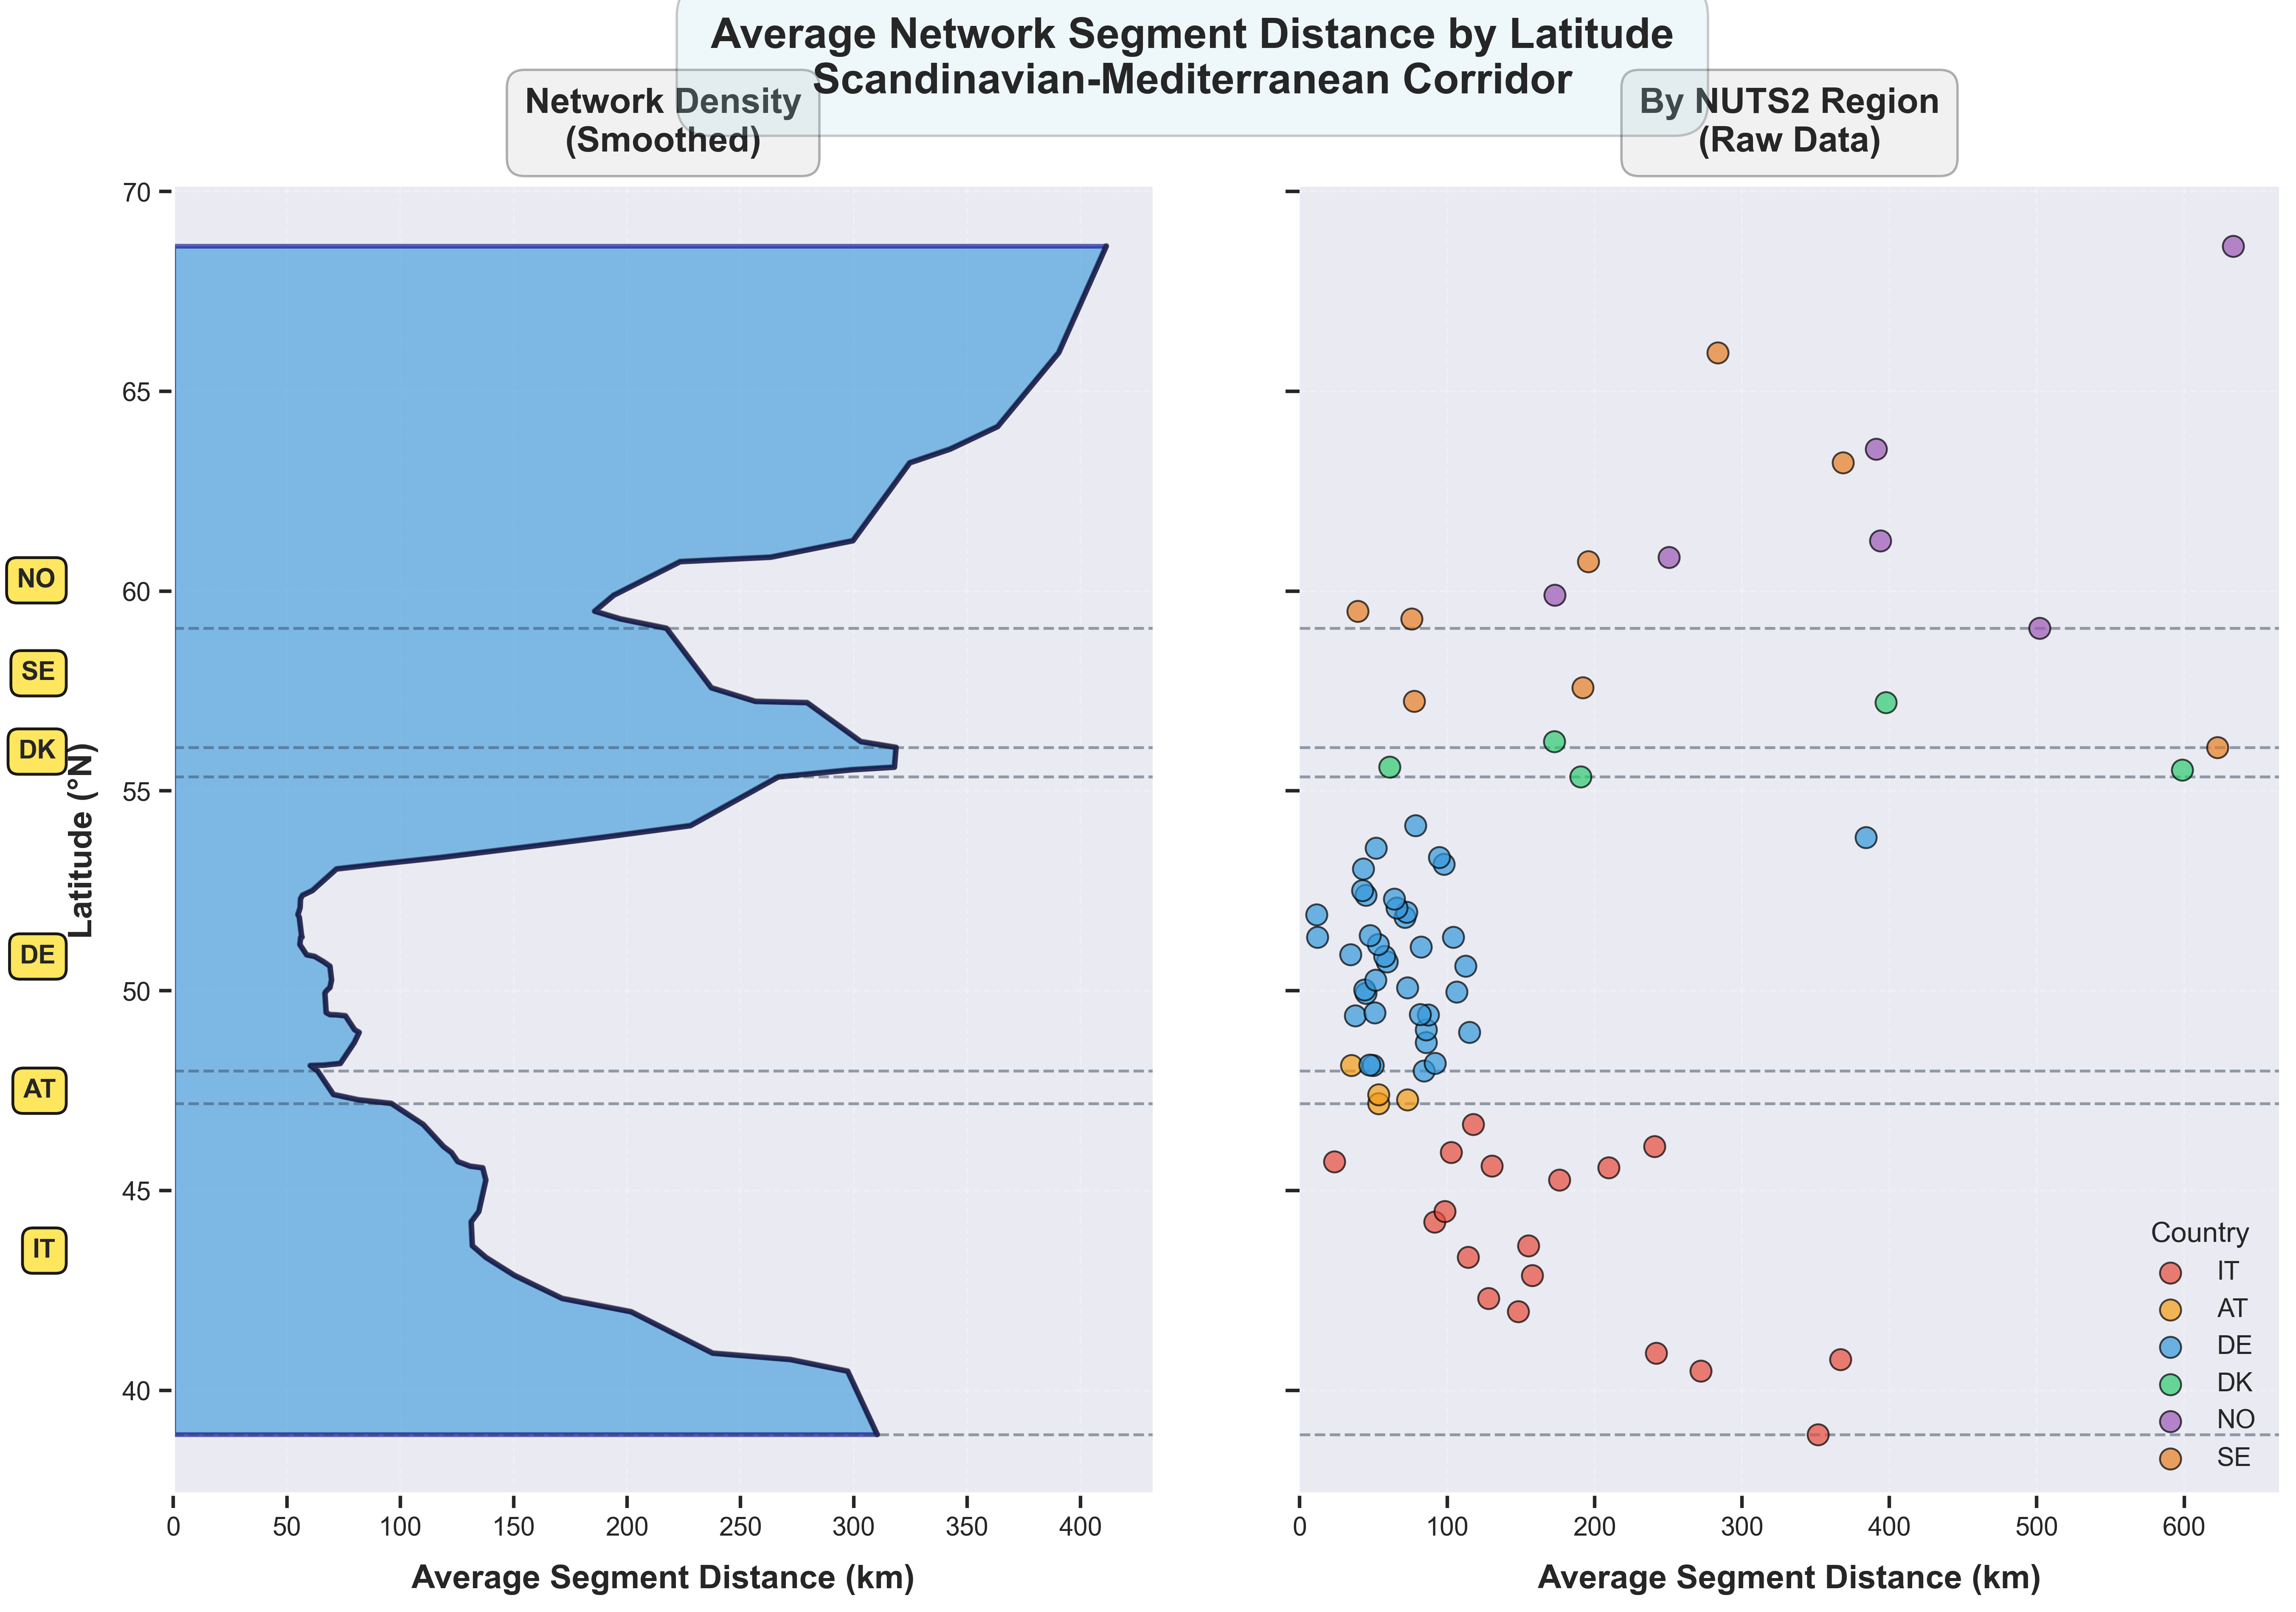 Average Network Segment Distance by Latitude
Scandinavian-Mediterranean Corridor
Network Density
(Smoothed)
By NUTS2 Region
(Raw Data)
70
65
60
55
50
45
40
NO
SE
DK
DE
AT
IT
Latitude (°N)
0 50 100 150 200 250 300 350 400
Average Segment Distance (km)
0 100 200 300 400 500 600
Average Segment Distance (km)
Country
IT
AT
DE
DK
NO
SE